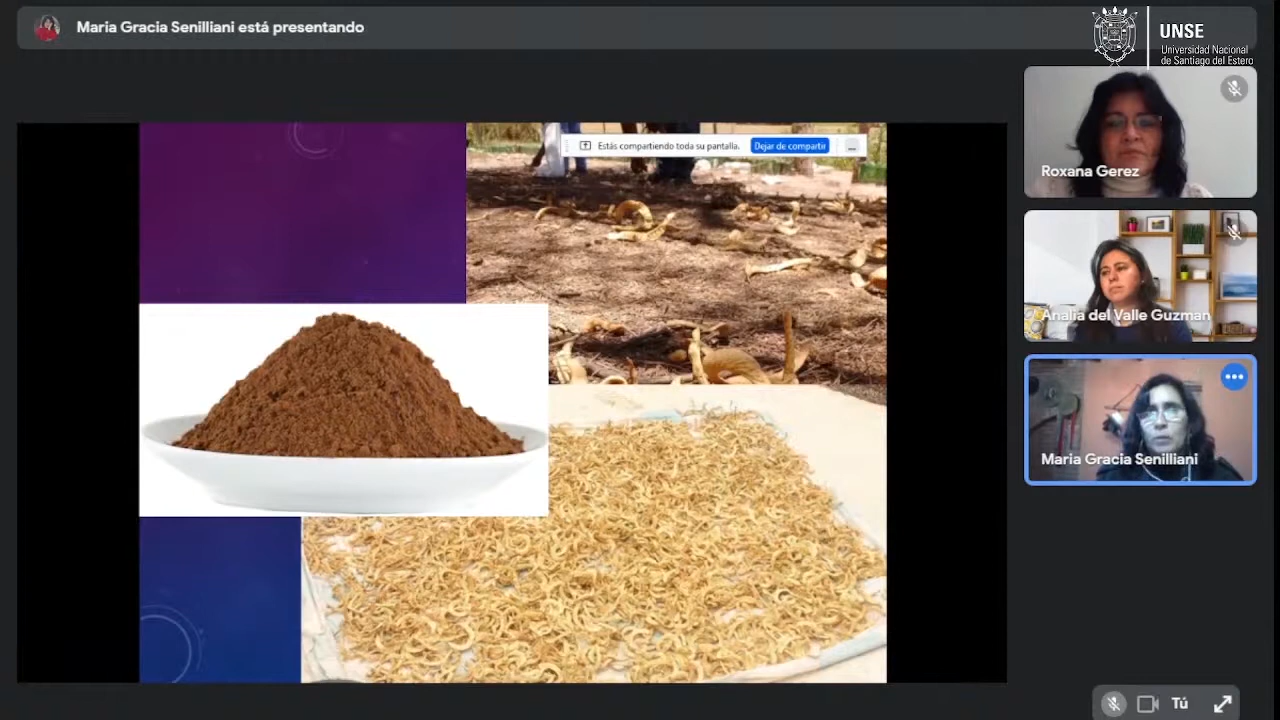 Maria Gracia Senilliani está presentando
UNSE
Universidad Nacional
de Santiago del Estero
Estás compartiendo toda su pantalla.
Dejar de compartir
Roxana Gerez
Analia del Valle Guzman
Maria Gracia Senilliani
Tú